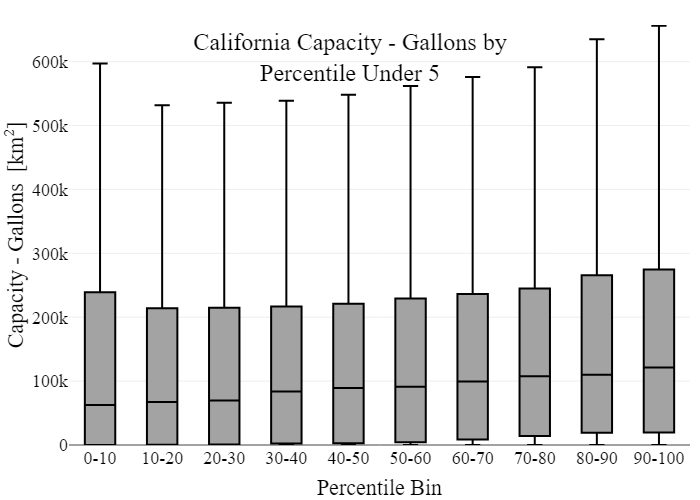 California Capacity - Gallons by
Percentile Under 5
Capacity - Gallons [km²]
600k
500k
400k
300k
200k
100k
0
0-10 10-20 20-30 30-40 40-50 50-60 60-70 70-80 80-90 90-100
Percentile Bin